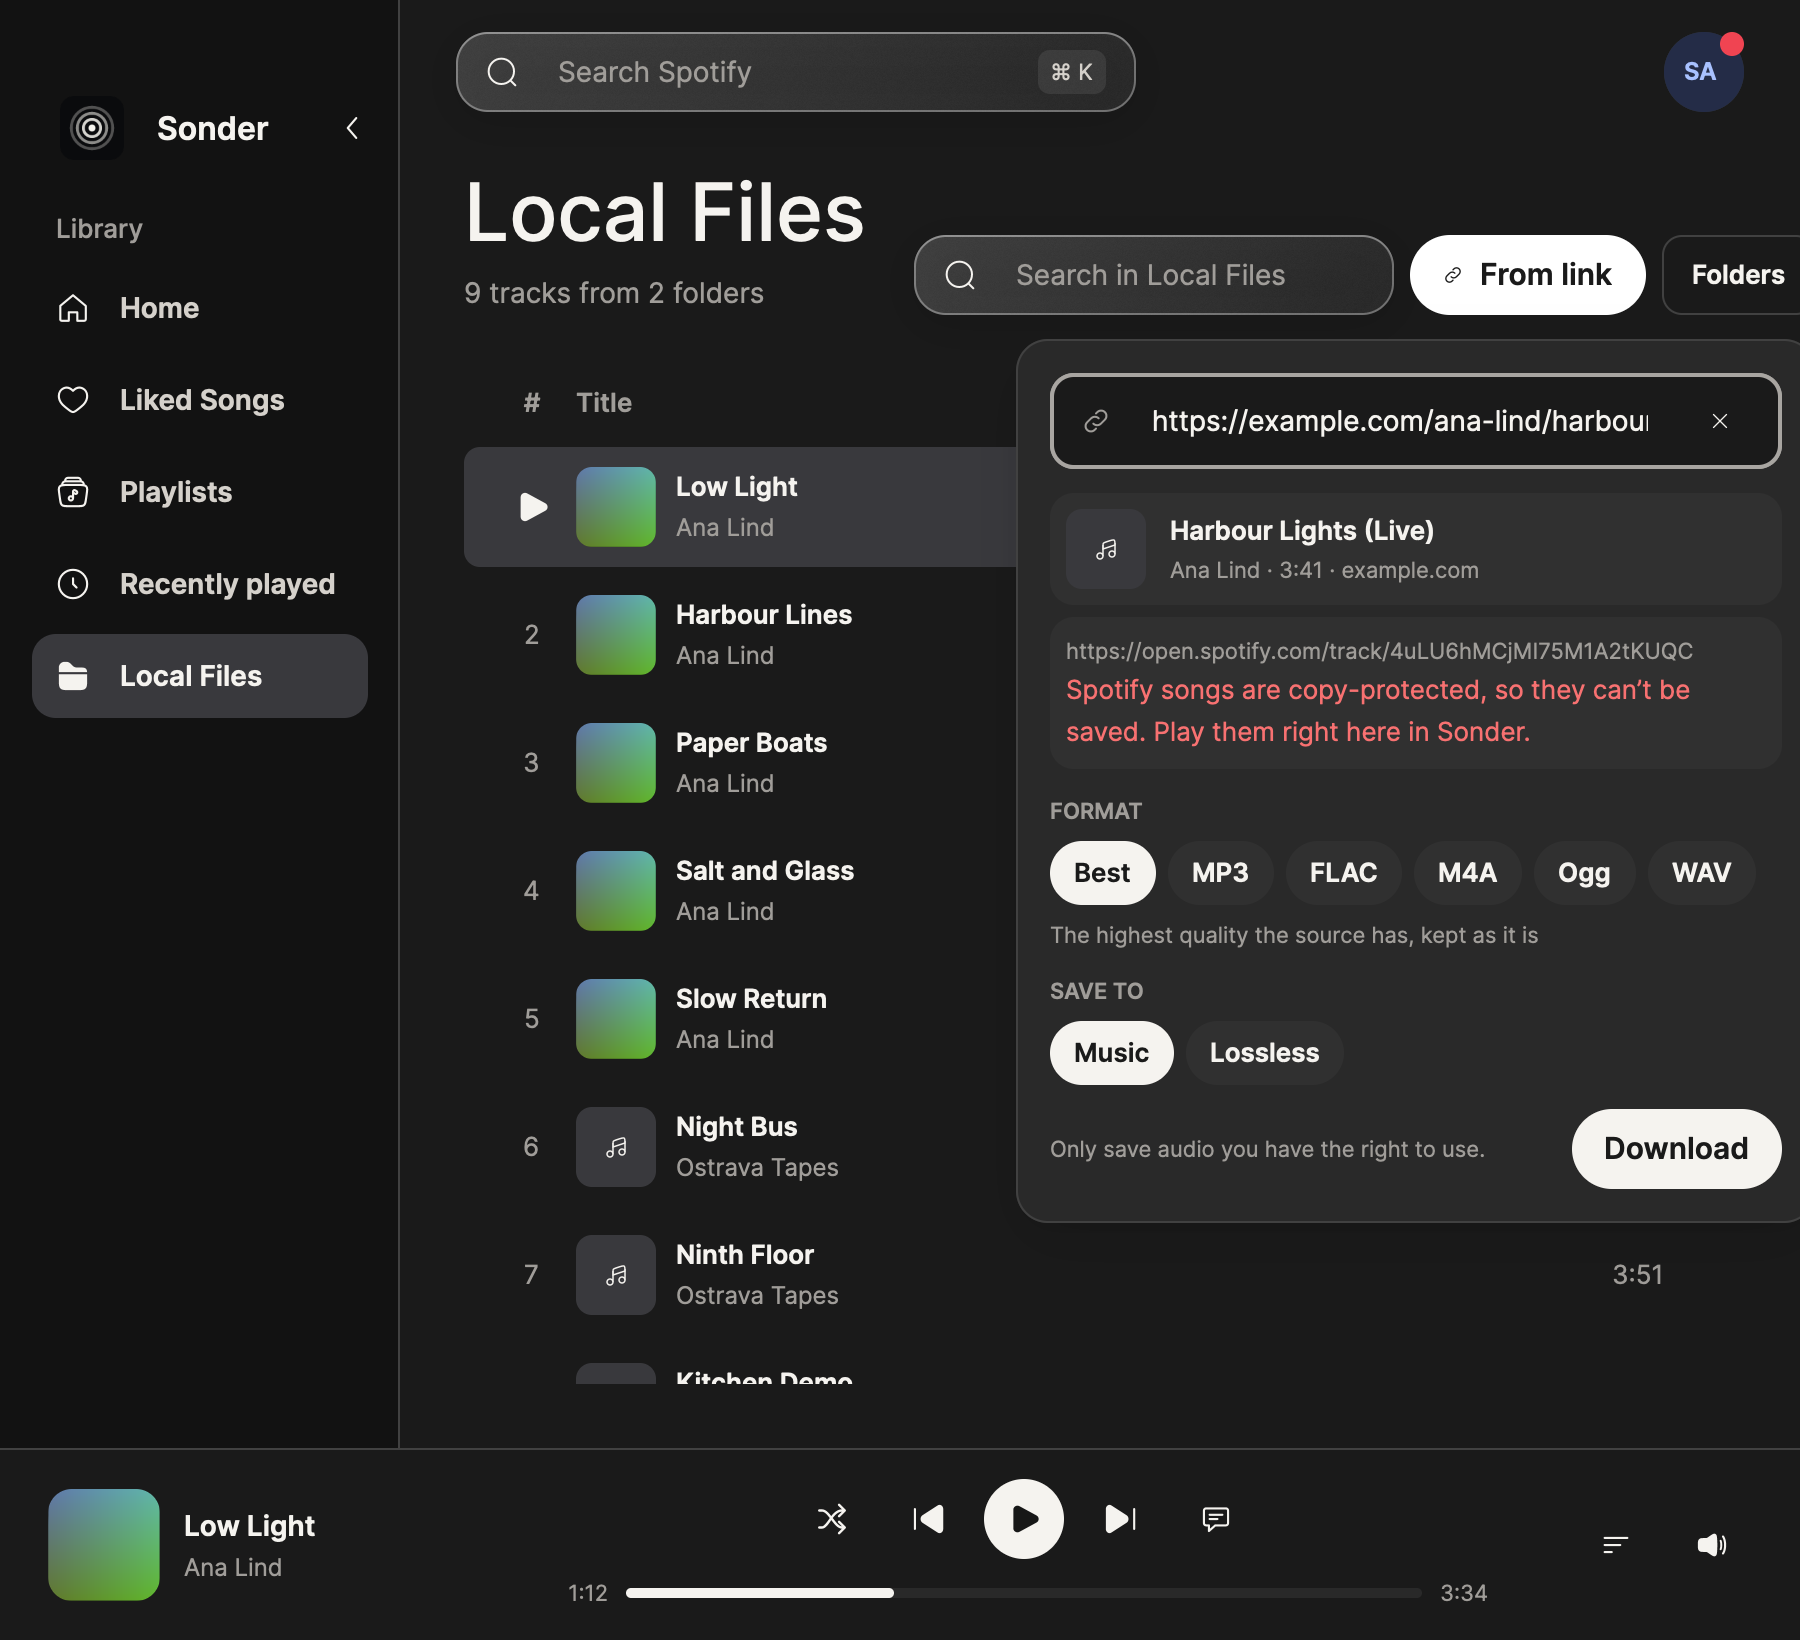 Search Spotify
⌘ K
SA
Sonder
Library
Home
Liked Songs
Playlists
Recently played
Local Files
Local Files
9 tracks from 2 folders
Search in Local Files
From link
Folders
# Title
Low Light
Ana Lind
2
Harbour Lines
Ana Lind
3
Paper Boats
Ana Lind
4
Salt and Glass
Ana Lind
5
Slow Return
Ana Lind
6
Night Bus
Ostrava Tapes
7
Ninth Floor
Ostrava Tapes
3:51
Kitchen Demo
https://example.com/ana-lind/harbour
Harbour Lights (Live)
Ana Lind · 3:41 · example.com
https://open.spotify.com/track/4uLU6hMCjMI75M1A2tKUQC
Spotify songs are copy-protected, so they can’t be
saved. Play them right here in Sonder.
FORMAT
Best MP3 FLAC M4A Ogg WAV
The highest quality the source has, kept as it is
SAVE TO
Music Lossless
Only save audio you have the right to use.
Download
Low Light
Ana Lind
1:12
3:34